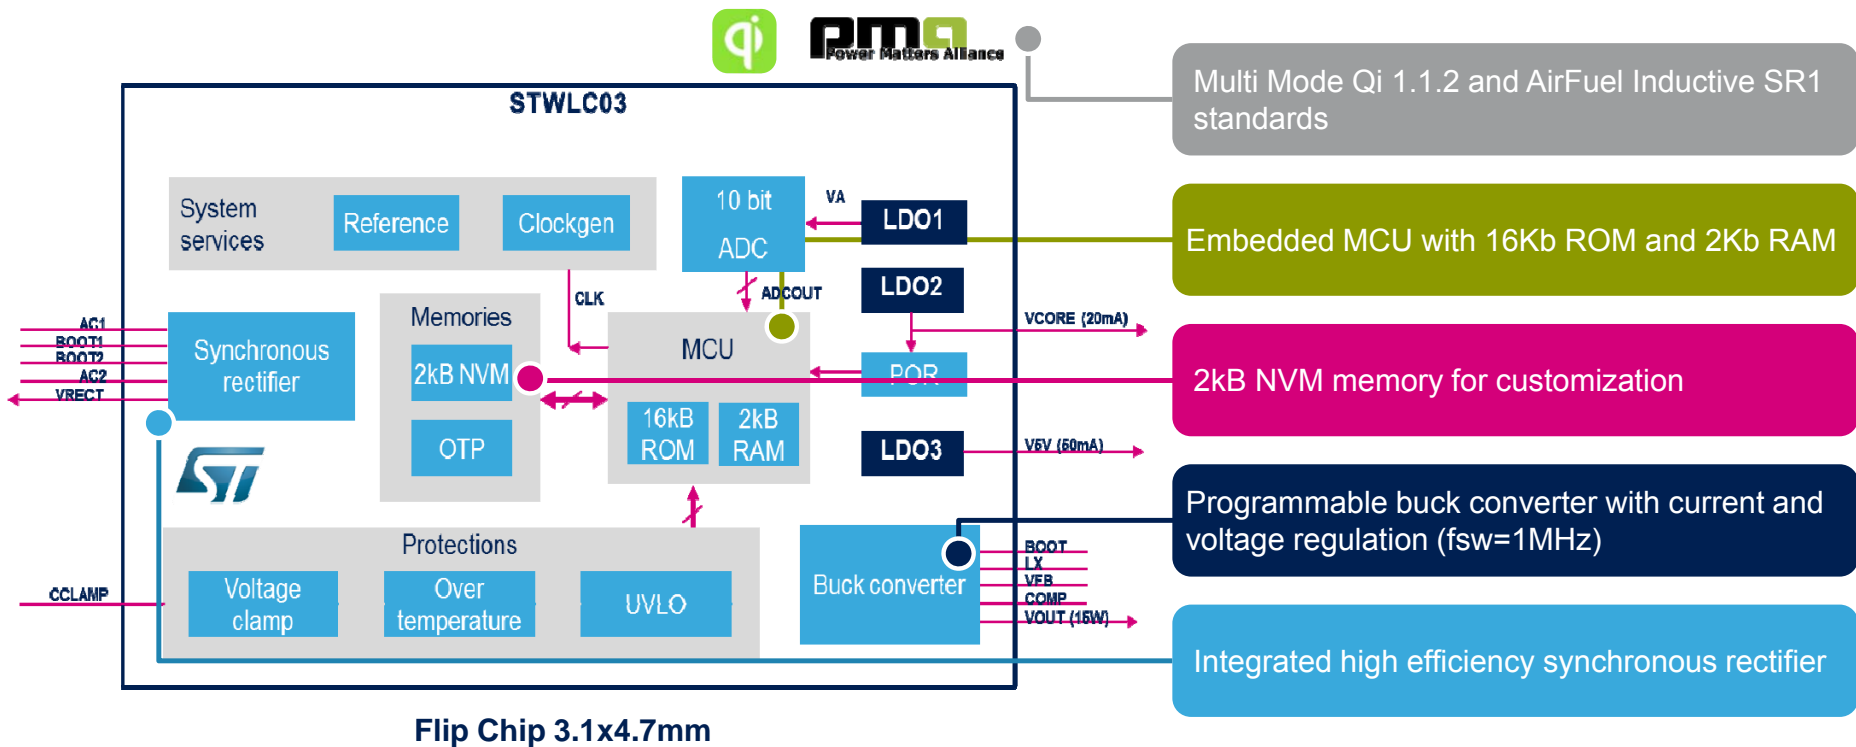 Qi
pma
Power Matters Alliance
STWLC03
Multi Mode Qi 1.1.2 and AirFuel Inductive SR1
standards
System
services
Reference
Clockgen
10 bit
ADC
VA
LDO1
Embedded MCU with 16Kb ROM and 2Kb RAM
LDO2
CLK
ADCOUT
VCORE (20mA)
Memories
MCU
POR
2kB NVM
2kB NVM memory for customization
AC1
BOOT1
BOOT2
AC2
VRECT
Synchronous
rectifier
16kB
ROM
2kB
RAM
OTP
LDO3
V5V (50mA)
ST
Programmable buck converter with current and
voltage regulation (fsw=1MHz)
Protections
Buck converter
BOOT
LX
VFB
COMP
VOUT (15W)
CCLAMP
Voltage
clamp
Over
temperature
UVLO
Integrated high efficiency synchronous rectifier
Flip Chip 3.1x4.7mm